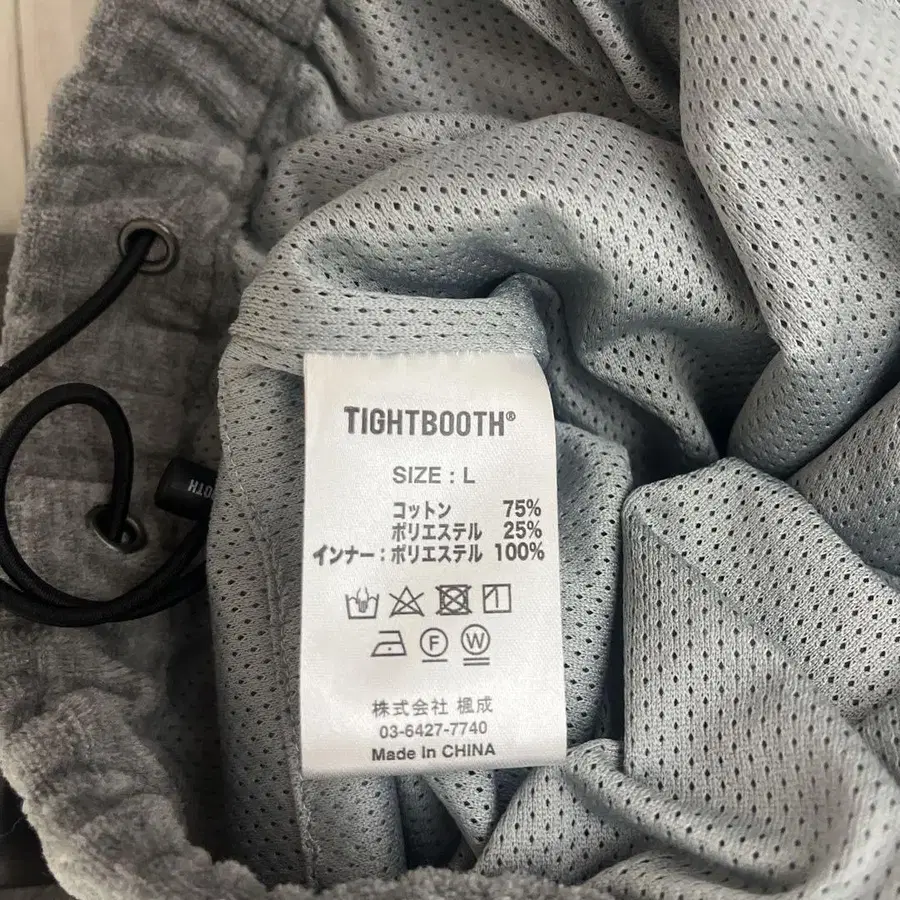 TIGHTBOOTH®
SIZE : L
コットン 75%
ポリエステル 25%
インナー : ポリエステル 100%
F W
株式会社 楓成
03-6427-7740
Made In CHINA
OOTH